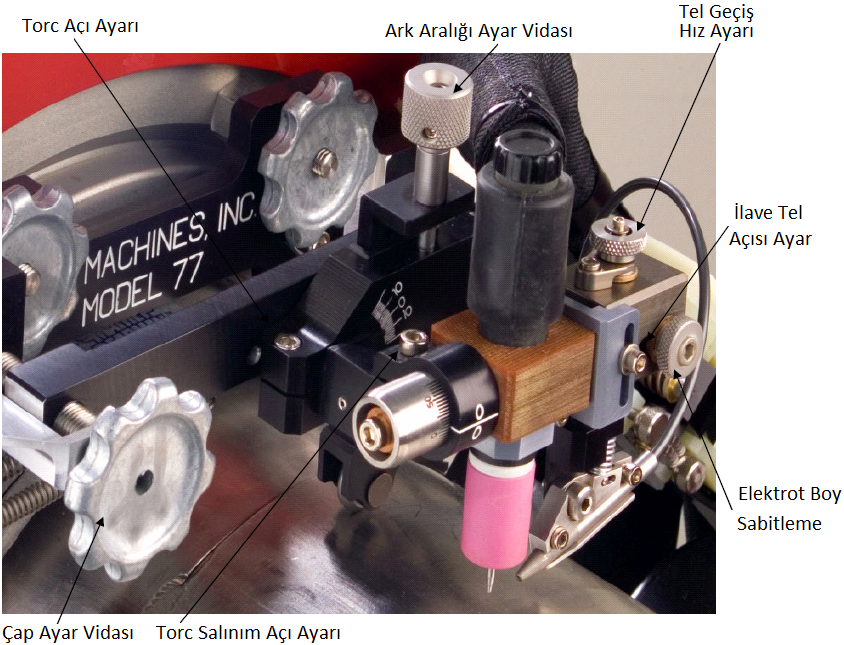 Torc Açı Ayarı
Ark Aralığı Ayar Vidası
Tel Geçiş
Hız Ayarı
MACHINES, INC.
MODEL 77
İlave Tel
Açısı Ayar
Elektrot Boy
Sabitleme
Çap Ayar Vidası
Torc Salınım Açı Ayarı